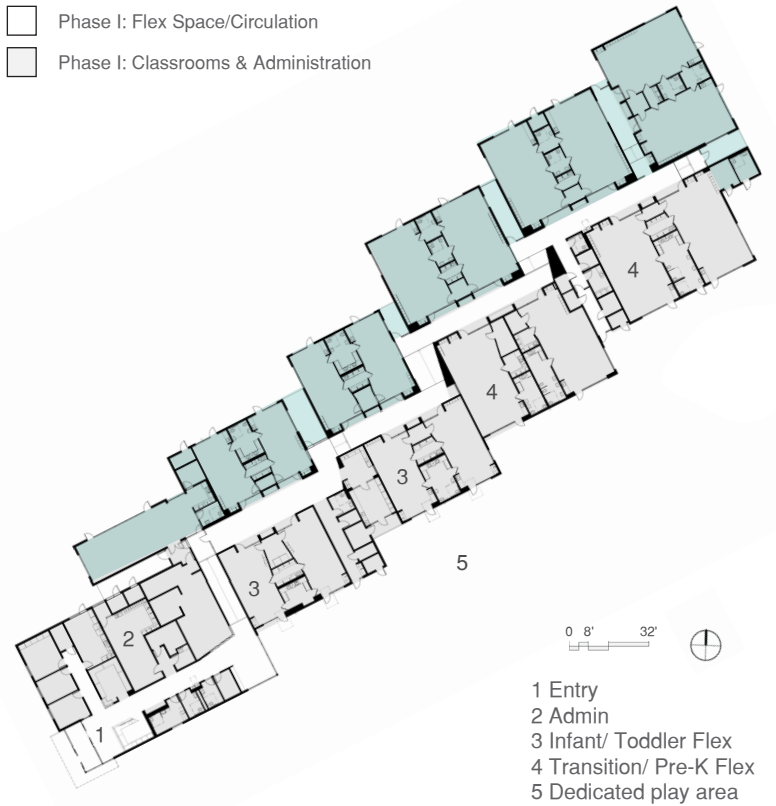 Phase I: Flex Space/Circulation
Phase I: Classrooms & Administration
4
4
3
5
3
2
1
0 8' 32'
1 Entry
2 Admin
3 Infant/ Toddler Flex
4 Transition/ Pre-K Flex
5 Dedicated play area